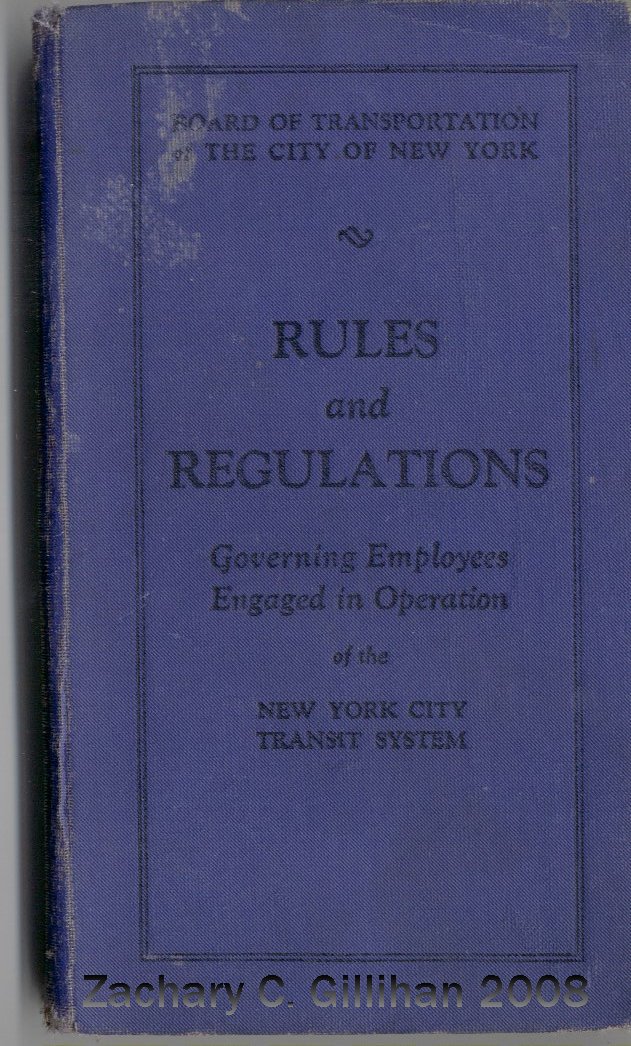 BOARD OF TRANSPORTATION
of THE CITY OF NEW YORK
RULES
and
REGULATIONS
Governing Employees
Engaged in Operation
of the
NEW YORK CITY
TRANSIT SYSTEM
Zachary C. Gillihan 2008